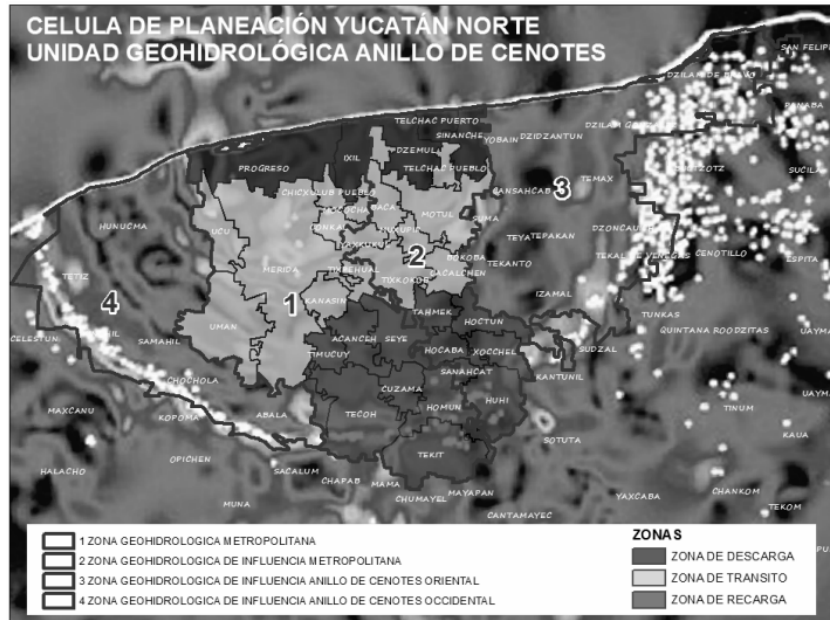 CELULA DE PLANEACIÓN YUCATÁN NORTE
UNIDAD GEOHIDROLÓGICA ANILLO DE CENOTES
SAN FELIPE
DZILAM DE BRAVO
PANABA
TELCHAC PUERTO
SINANCHE
YOBAIN
DZIDZANTUN
DZILAM
IXIL
DZEMUL
PROGRESO
TELCHAC PUEBLO
SUCILA
CHICXULUB PUEBLO
CANSAHCAB
3
TEMAX
BACA
MOTUL
SUMA
HUNUCMA
UCU
CONKAL
TEYA
TEPAKAN
DZONCAUICH
CENOTILLO
ESPITA
2
BOKOBA
TEKANTO
TEKAL DE VENEGAS
TETIZ
MERIDA
TIXPEHUAL
TIXKOKOB
CACALCHEN
4
1
KANASIN
IZAMAL
TAHMEK
TUNKAS
CELESTUN
SAMAHIL
UMAN
ACANCEH
SEYE
HOCTUN
QUINTANA ROO
DZITAS
UAYMA
TIMUCUY
HOCABA
XOCCHEL
SUDZAL
SANAHCAT
KANTUNIL
CHOCHOLA
CUZAMA
MAXCANU
KOPOMA
ABALA
TECOH
HOMUN
HUHI
TINUM
KAUA
OPICHEN
TEKIT
SOTUTA
HALACHO
SACALUM
CHAPAB
MAMA
MAYAPAN
CHANKOM
MUNA
CHUMAYEL
YAXCABA
TEKOM
CANTAMAYEC
1 ZONA GEOHIDROLOGICA METROPOLITANA
2 ZONA GEOHIDROLOGICA DE INFLUENCIA METROPOLITANA
3 ZONA GEOHIDROLOGICA DE INFLUENCIA ANILLO DE CENOTES ORIENTAL
4 ZONA GEOHIDROLOGICA DE INFLUENCIA ANILLO DE CENOTES OCCIDENTAL
ZONAS
ZONA DE DESCARGA
ZONA DE TRANSITO
ZONA DE RECARGA